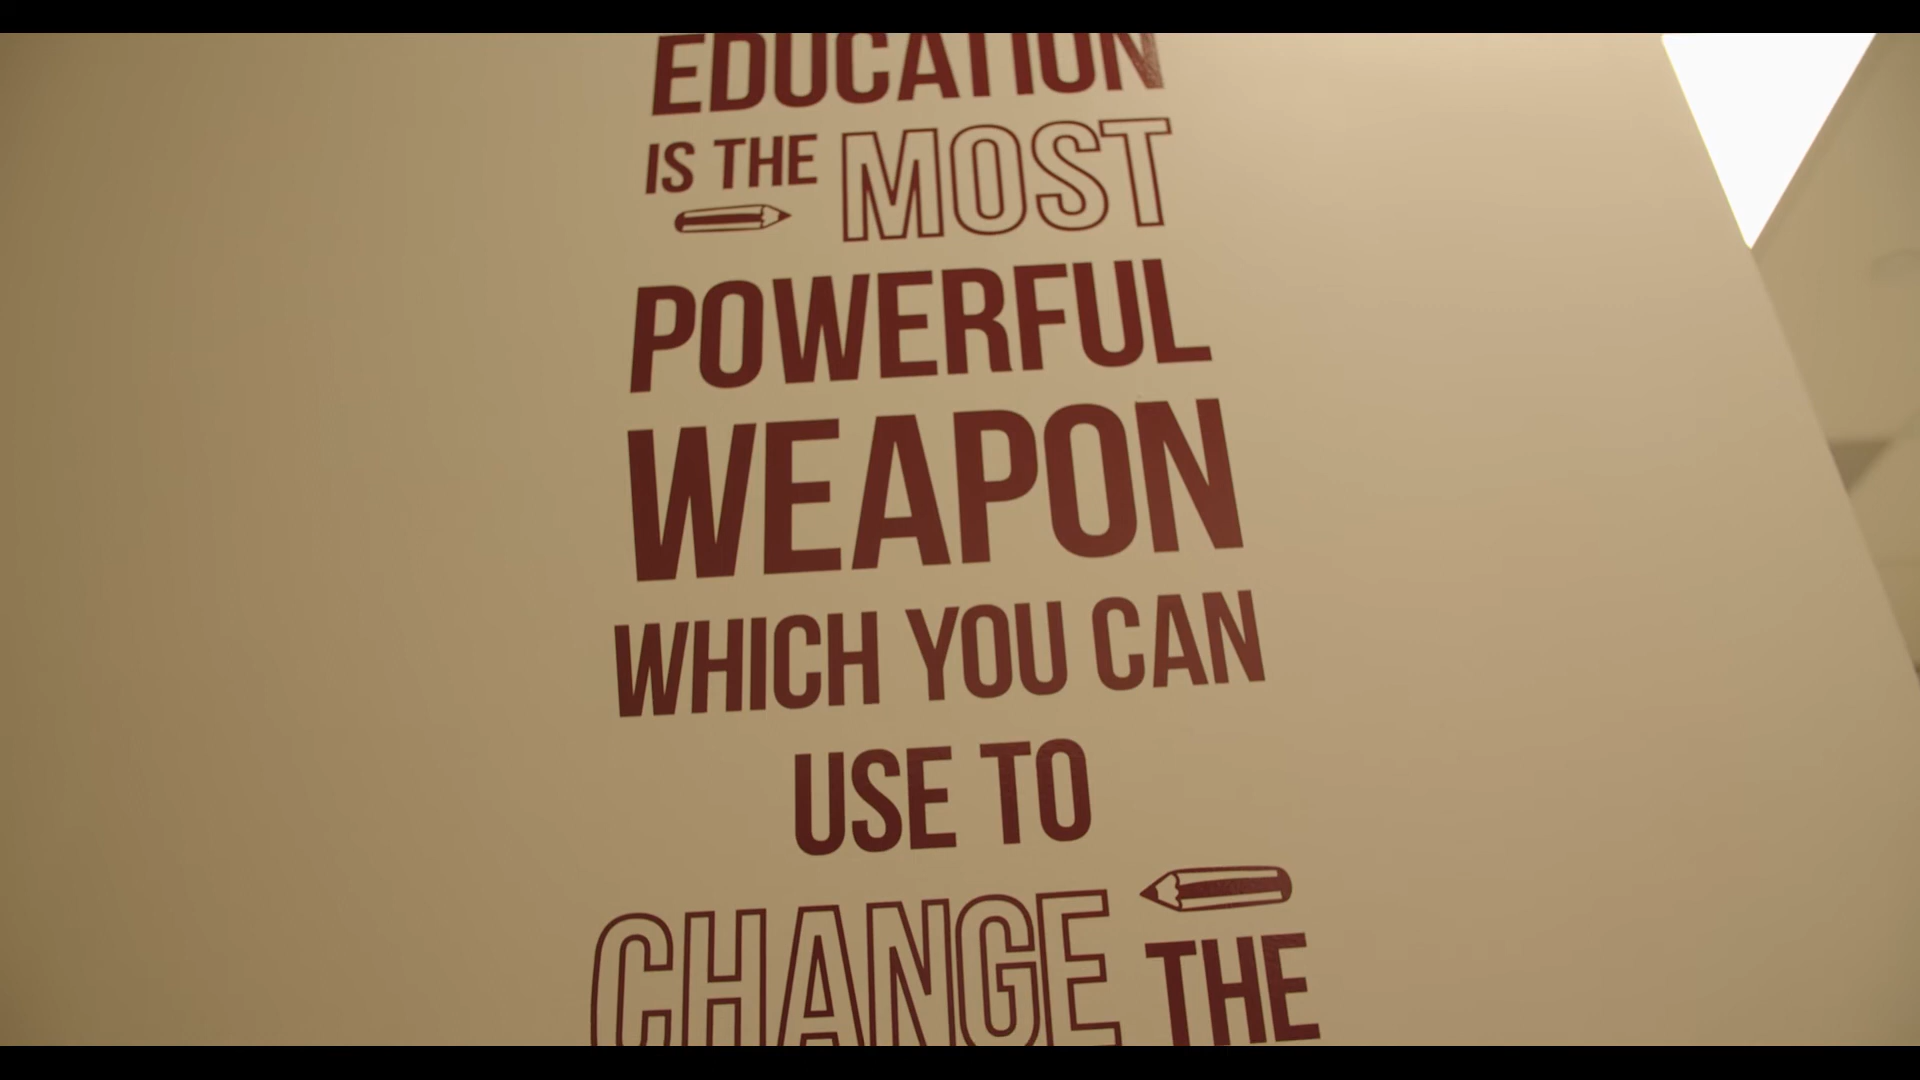 EDUCATION
IS THE MOST
POWERFUL
WEAPON
WHICH YOU CAN
USE TO
CHANGE THE